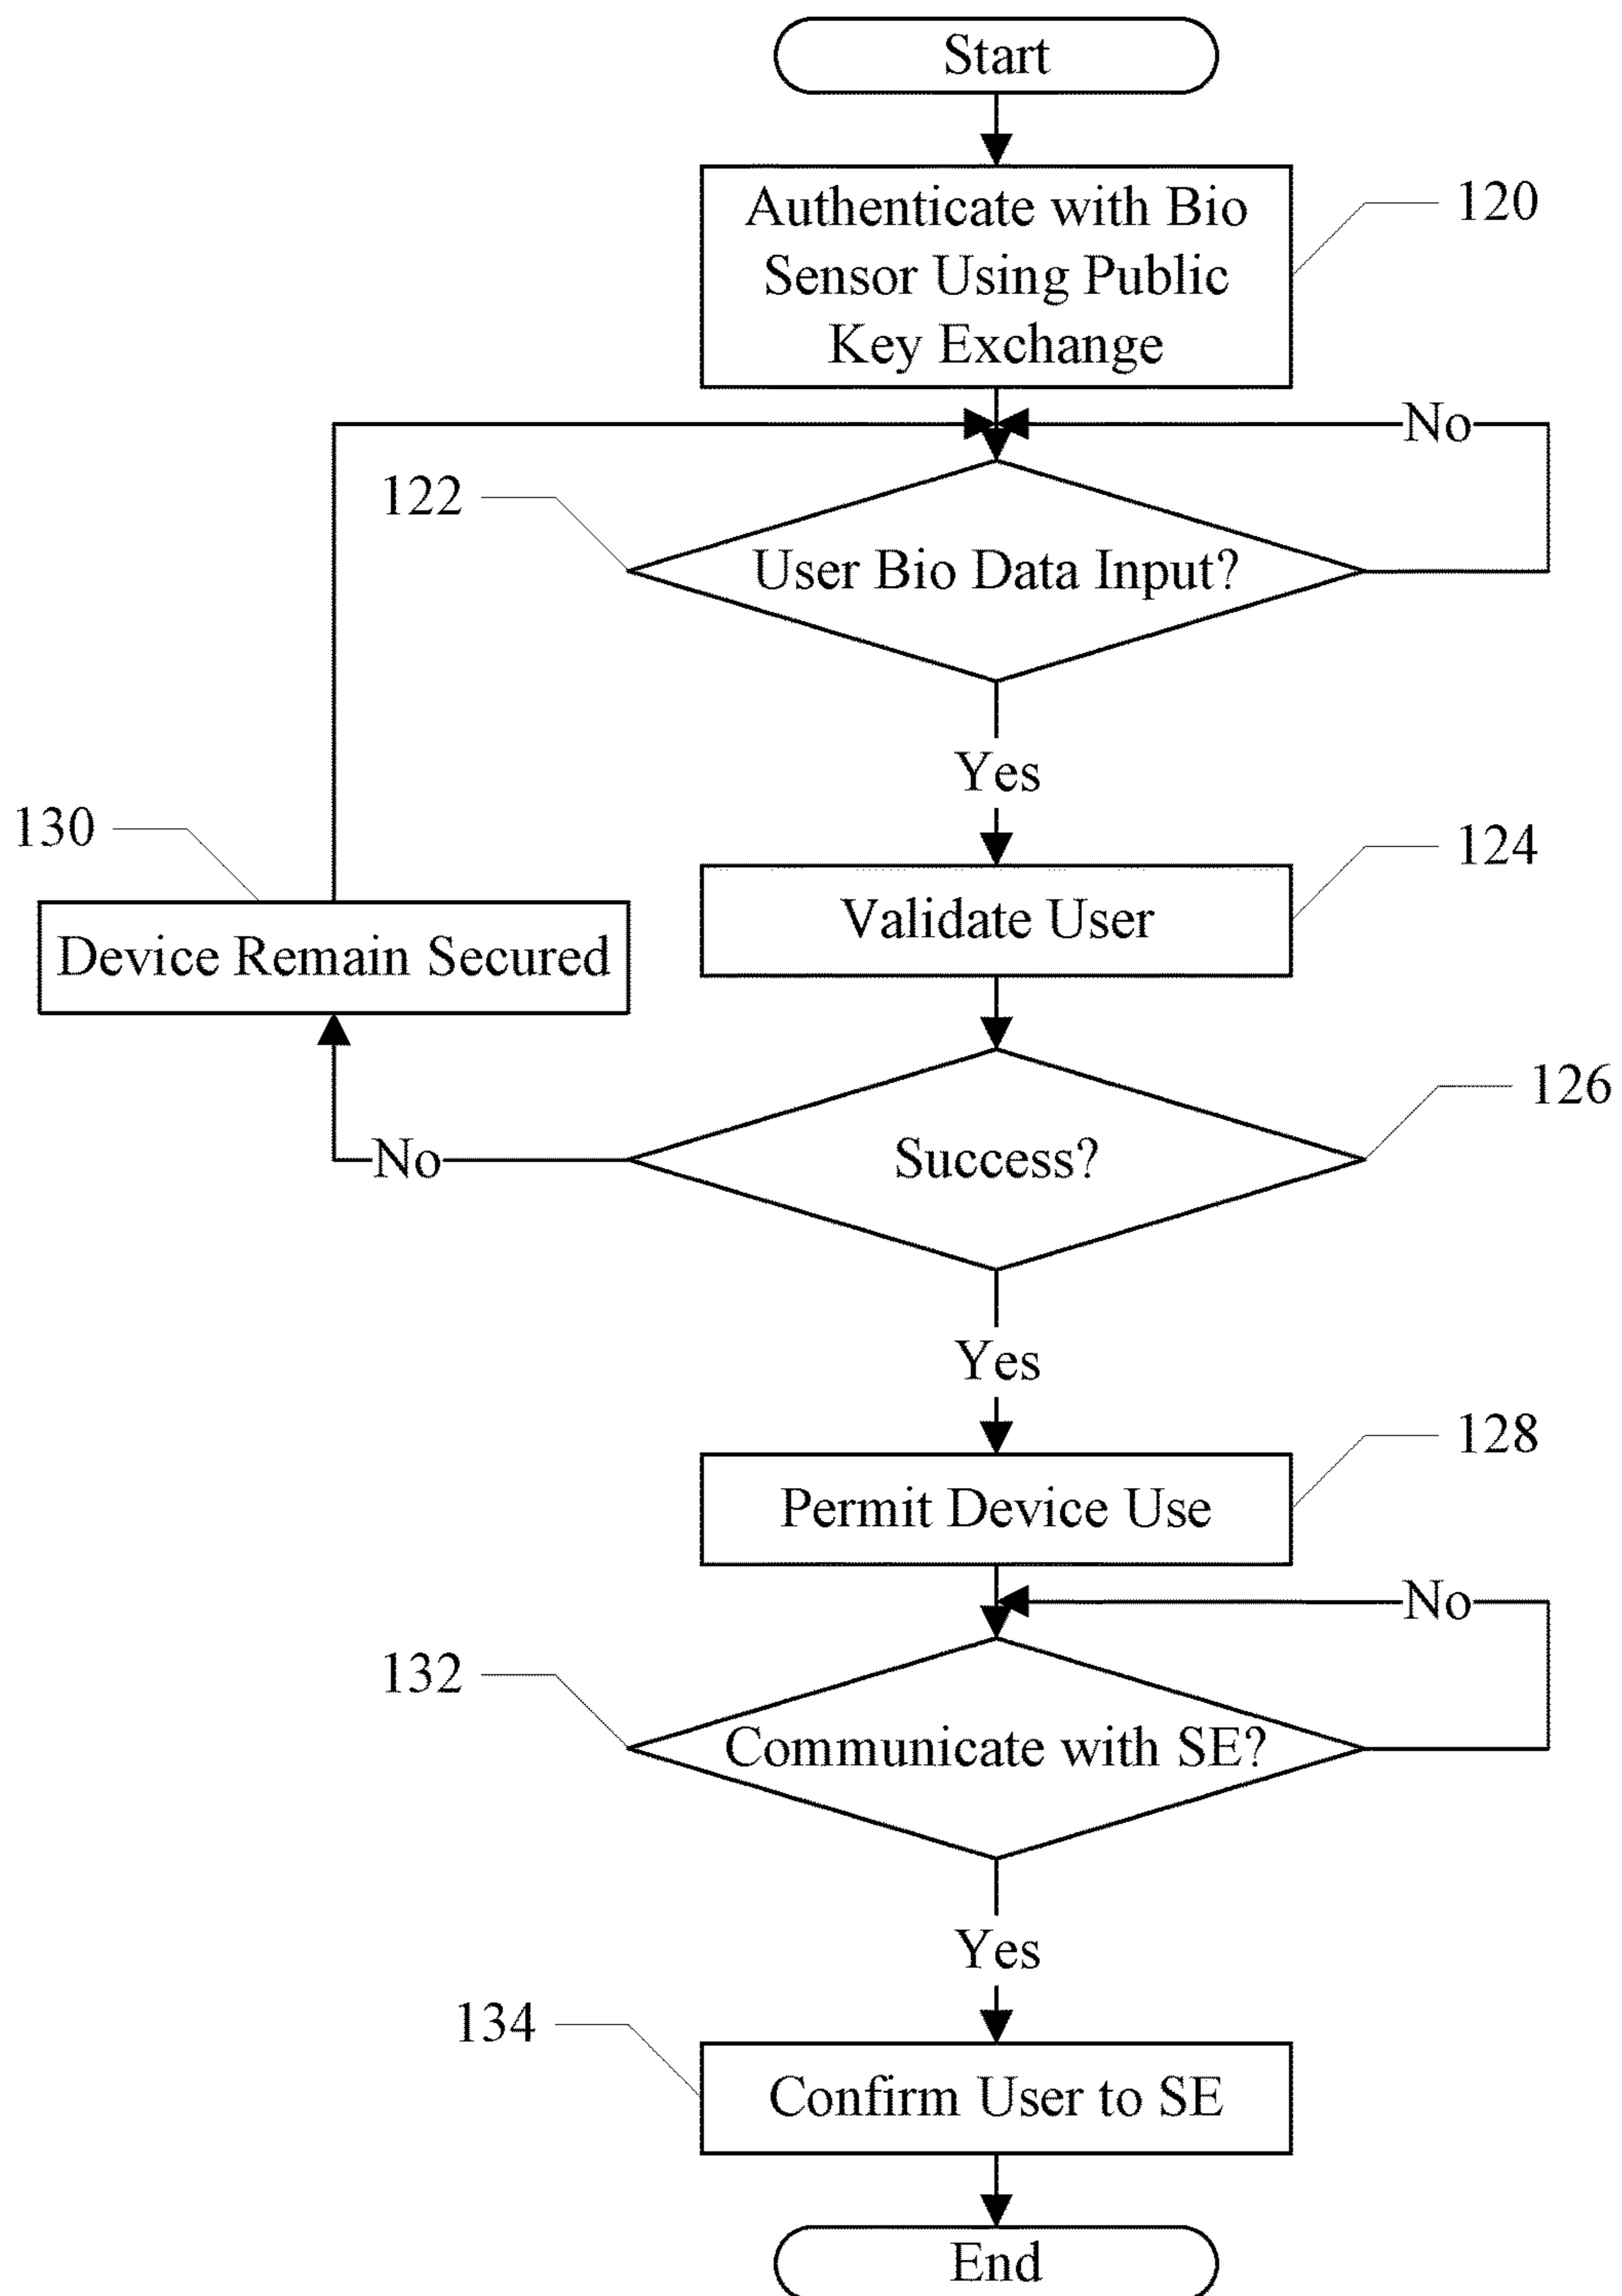 Start
Authenticate with Bio
Sensor Using Public
Key Exchange
120
No
122
User Bio Data Input?
Yes
130
124
Validate User
Device Remain Secured
126
Success?
No
Yes
128
Permit Device Use
No
132
Communicate with SE?
Yes
134
Confirm User to SE
End